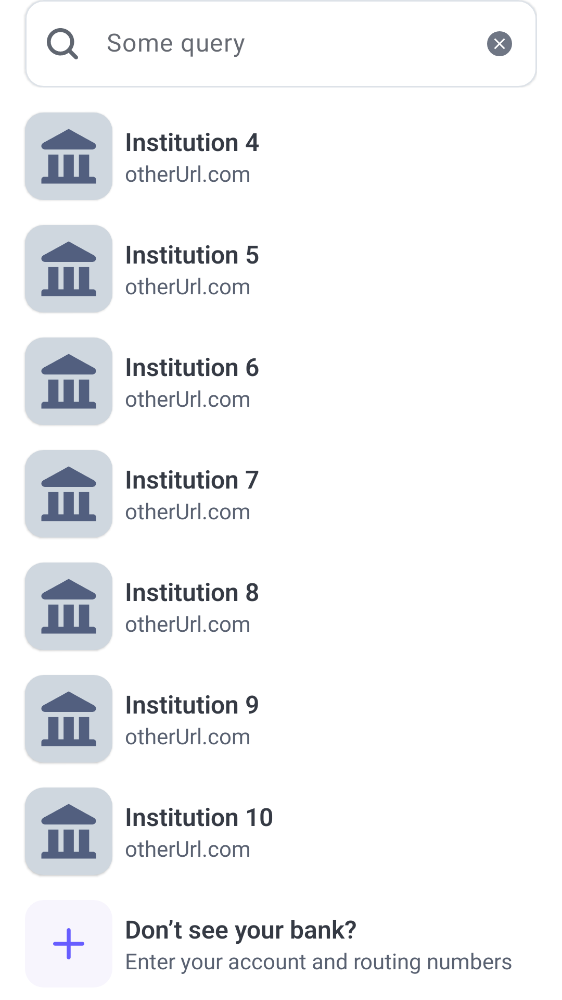 Some query
Institution 4
otherUrl.com
Institution 5
otherUrl.com
Institution 6
otherUrl.com
Institution 7
otherUrl.com
Institution 8
otherUrl.com
Institution 9
otherUrl.com
Institution 10
otherUrl.com
Don’t see your bank?
Enter your account and routing numbers